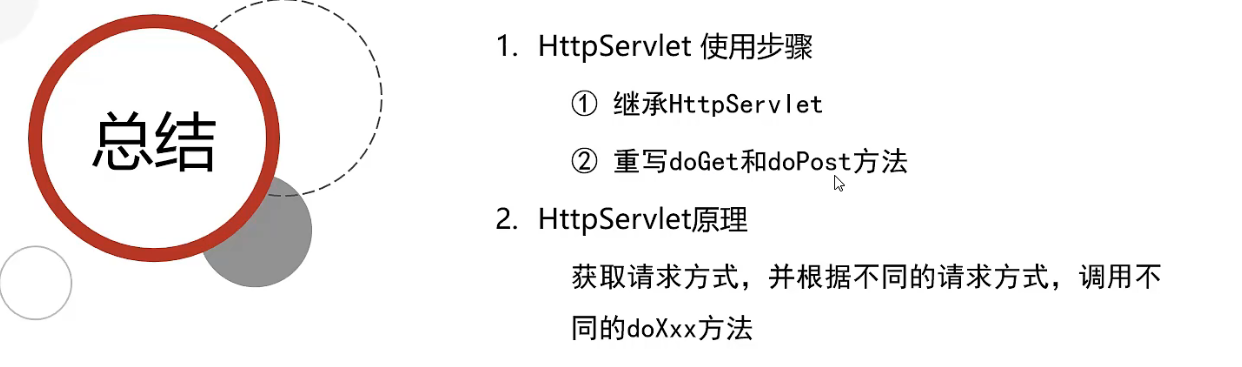 总结
1. HttpServlet 使用步骤
① 继承HttpServlet
② 重写doGet和doPost方法
2. HttpServlet原理
获取请求方式，并根据不同的请求方式，调用不
同的doXxx方法